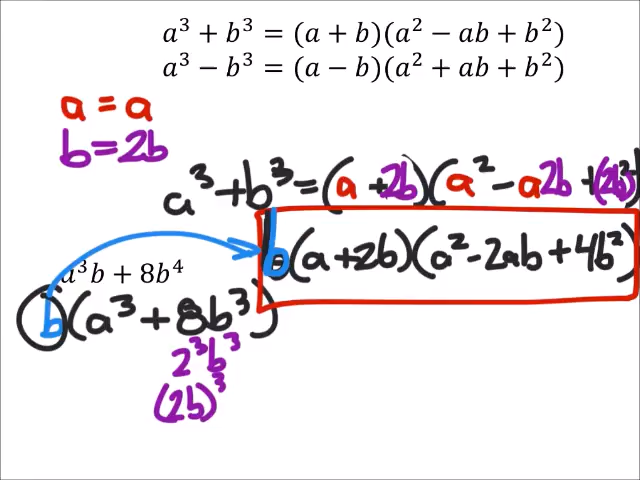 a³ + b³ = (a + b)(a² − ab + b²)
a³ − b³ = (a − b)(a² + ab + b²)
a = a
b = 2b
a³ + b³ = (a + 2b)(a² − a2b + (2b)²)
b(a + 2b)(a² − 2ab + 4b²)
a³b + 8b⁴
b(a³ + 8b³)
2³b³
(2b)³